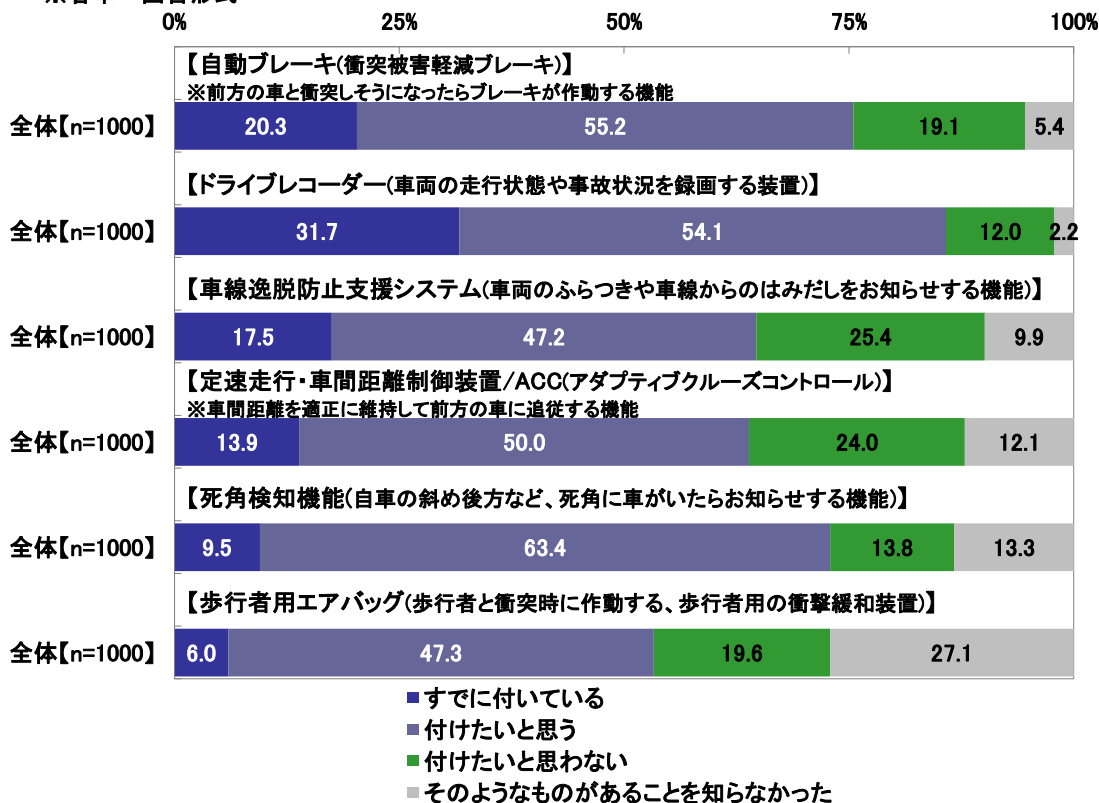 0%	25%	50%	75%	100%
【自動ブレーキ(衝突被害軽減ブレーキ)】
※前方の車と衝突しそうになったらブレーキが作動する機能
全体【n=1000】 20.3 55.2 19.1 5.4
【ドライブレコーダー(車両の走行状態や事故状況を録画する装置)】
全体【n=1000】 31.7 54.1 12.0 2.2
【車線逸脱防止支援システム(車両のふらつきや車線からのはみだしをお知らせする機能)】
全体【n=1000】 17.5 47.2 25.4 9.9
【定速走行・車間距離制御装置/ACC(アダプティブクルーズコントロール)】
※車間距離を適正に維持して前方の車に追従する機能
全体【n=1000】 13.9 50.0 24.0 12.1
【死角検知機能(自車の斜め後方など、死角に車がいたらお知らせする機能)】
全体【n=1000】 9.5 63.4 13.8 13.3
【歩行者用エアバッグ(歩行者と衝突時に作動する、歩行者用の衝撃緩和装置)】
全体【n=1000】 6.0 47.3 19.6 27.1
すでに付いている
付けたいと思う
付けたいと思わない
そのようなものがあることを知らなかった